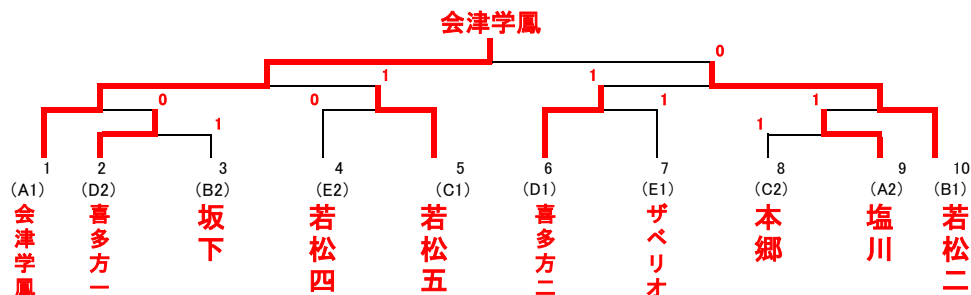 会津学鳳
0
1 1
0 0 1 1
1 1
1 2 3 4 5 6 7 8 9 10
(A1) (D2) (B2) (E2) (C1) (D1) (E1) (C2) (A2) (B1)
会津学鳳 喜多方一 坂下 若松四 若松五 喜多方二 ザベリオ 本郷 塩川 若松二